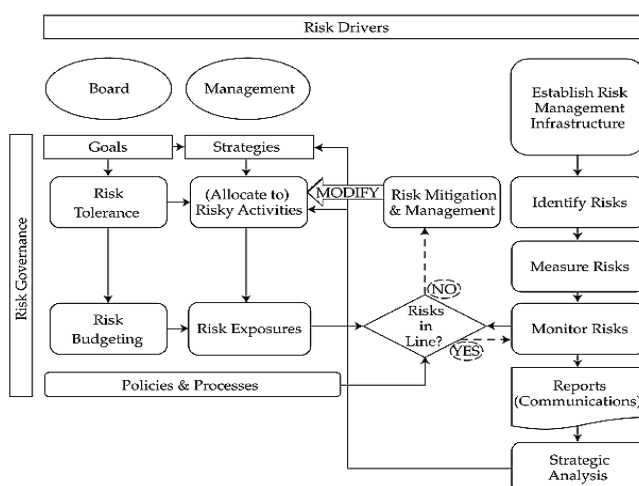 Risk Drivers
Board
Management
Establish Risk
Management
Infrastructure
Goals
Strategies
Risk
Tolerance
(Allocate to)
Risky Activities
MODIFY
Risk Mitigation
& Management
Identify Risks
Measure Risks
Risk Governance
NO
Risk
Budgeting
Risk Exposures
Risks
in
Line?
YES
Monitor Risks
Policies & Processes
Reports
(Communications)
Strategic
Analysis